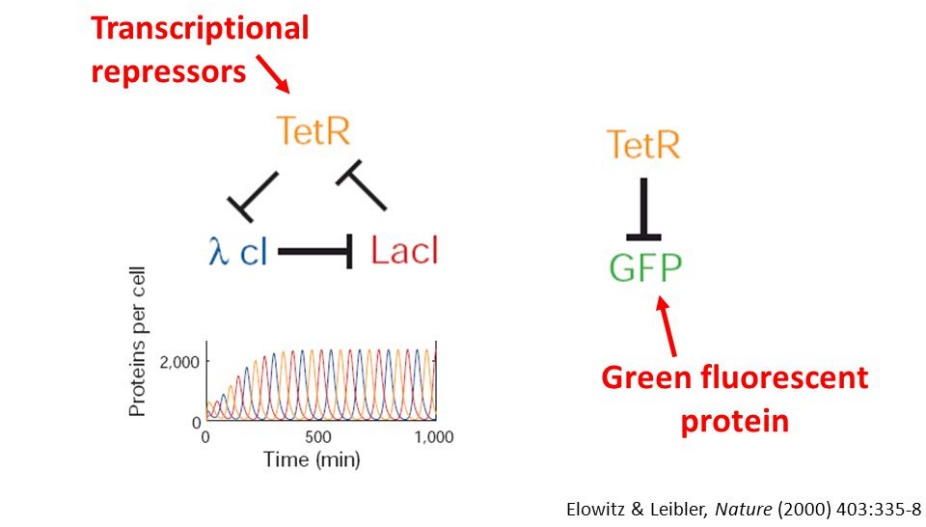 Transcriptional
repressors
TetR
λ cI
LacI
TetR
GFP
Proteins per cell
2,000
0
0
500
1,000
Time (min)
Green fluorescent
protein
Elowitz & Leibler, Nature (2000) 403:335-8